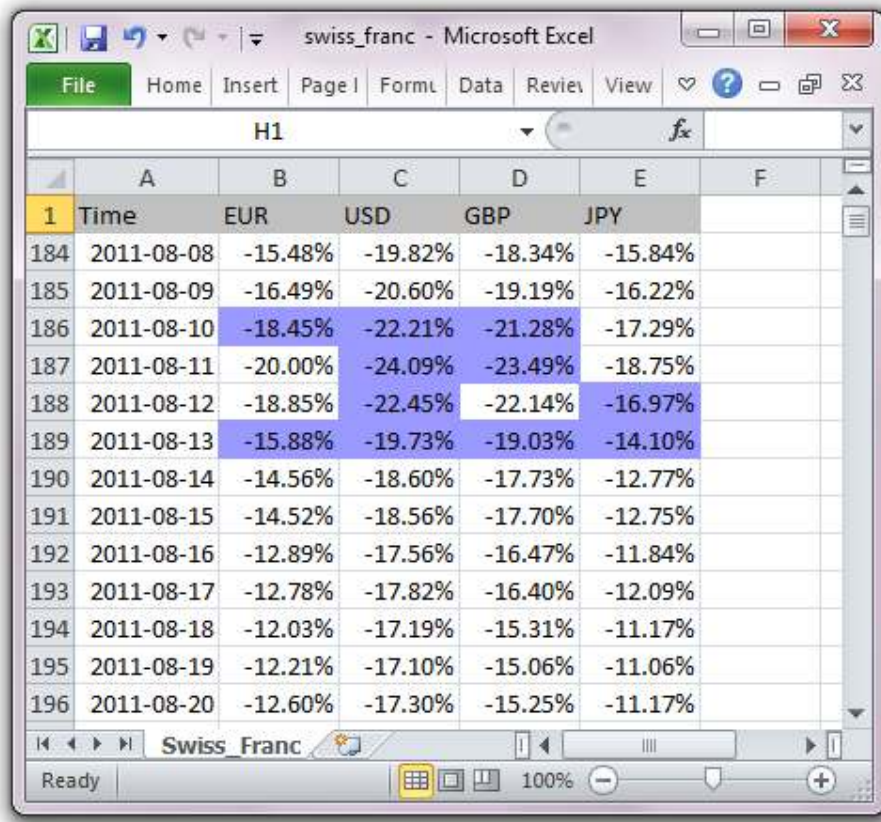 swiss_franc - Microsoft Excel
File Home Insert Page l Formu Data Review View
H1 fx
A B C D E F
1 Time EUR USD GBP JPY
184 2011-08-08 -15.48% -19.82% -18.34% -15.84%
185 2011-08-09 -16.49% -20.60% -19.19% -16.22%
186 2011-08-10 -18.45% -22.21% -21.28% -17.29%
187 2011-08-11 -20.00% -24.09% -23.49% -18.75%
188 2011-08-12 -18.85% -22.45% -22.14% -16.97%
189 2011-08-13 -15.88% -19.73% -19.03% -14.10%
190 2011-08-14 -14.56% -18.60% -17.73% -12.77%
191 2011-08-15 -14.52% -18.56% -17.70% -12.75%
192 2011-08-16 -12.89% -17.56% -16.47% -11.84%
193 2011-08-17 -12.78% -17.82% -16.40% -12.09%
194 2011-08-18 -12.03% -17.19% -15.31% -11.17%
195 2011-08-19 -12.21% -17.10% -15.06% -11.06%
196 2011-08-20 -12.60% -17.30% -15.25% -11.17%
Swiss_Franc
Ready 100%